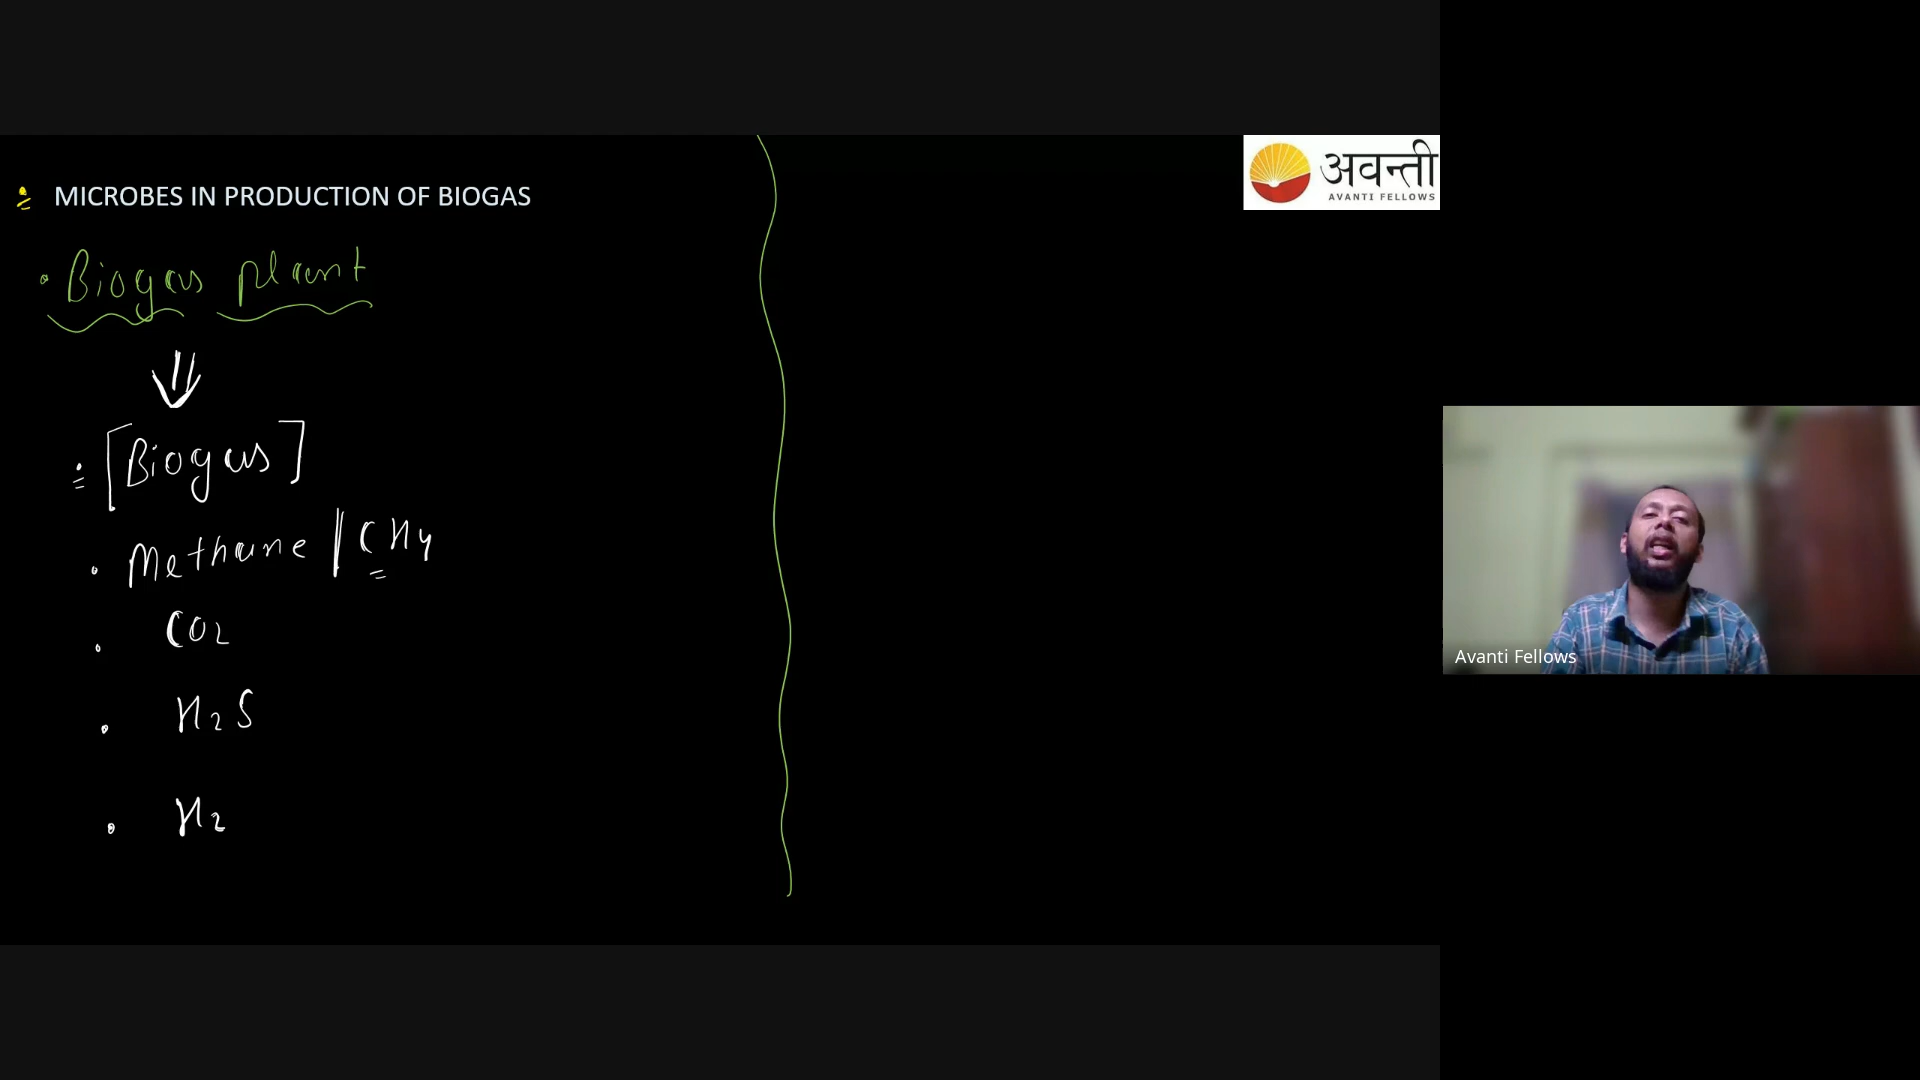 MICROBES IN PRODUCTION OF BIOGAS
अवन्ती
AVANTI FELLOWS
Biogas plant
[Biogas]
Methane | CH4
CO2
H2S
H2
Avanti Fellows